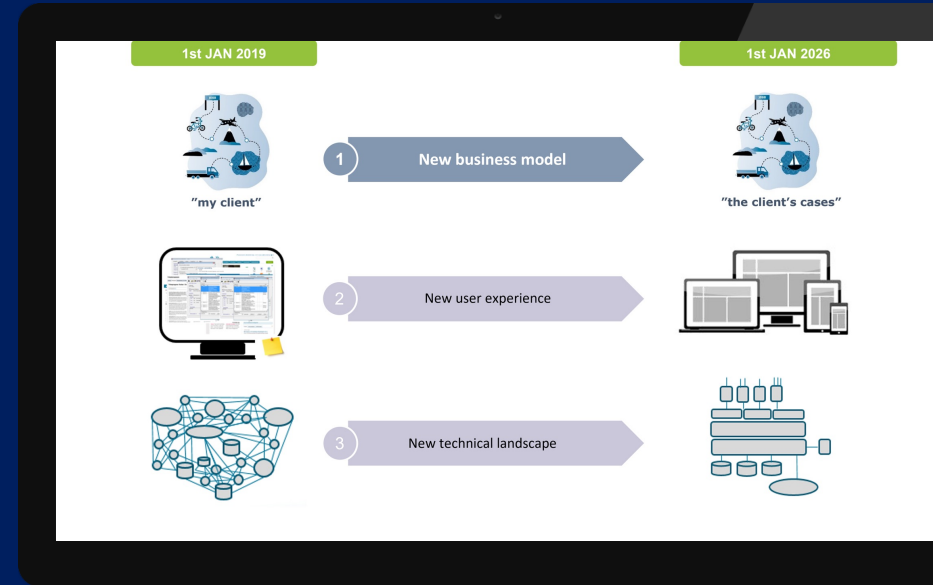 1st JAN 2019
1st JAN 2026
1
New business model
"my client"
"the client's cases"
2
New user experience
3
New technical landscape